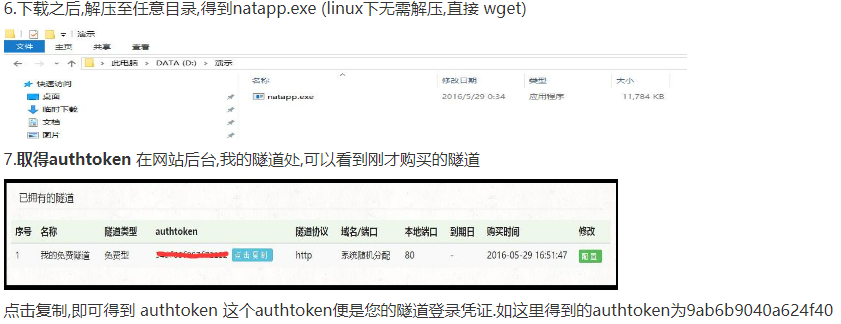 6.下载之后,解压至任意目录,得到natapp.exe (linux下无需解压,直接 wget)
演示
文件 主页 共享 查看
此电脑 > DATA (D:) > 演示
快速访问
桌面
临时下载
文档
图片
名称 修改日期 类型 大小
natapp.exe 2016/5/29 0:34 应用程序 11,784 KB
7.取得authtoken 在网站后台,我的隧道处,可以看到刚才购买的隧道
已拥有的隧道
序号 名称 隧道类型 authtoken 隧道协议 域名/端口 本地端口 到期日 购买时间 修改
1 我的免费隧道 免费型 点击复制 http 系统随机分配 80 - 2016-05-29 16:51:47 配置
点击复制,即可得到 authtoken 这个authtoken便是您的隧道登录凭证.如这里得到的authtoken为9ab6b9040a624f40